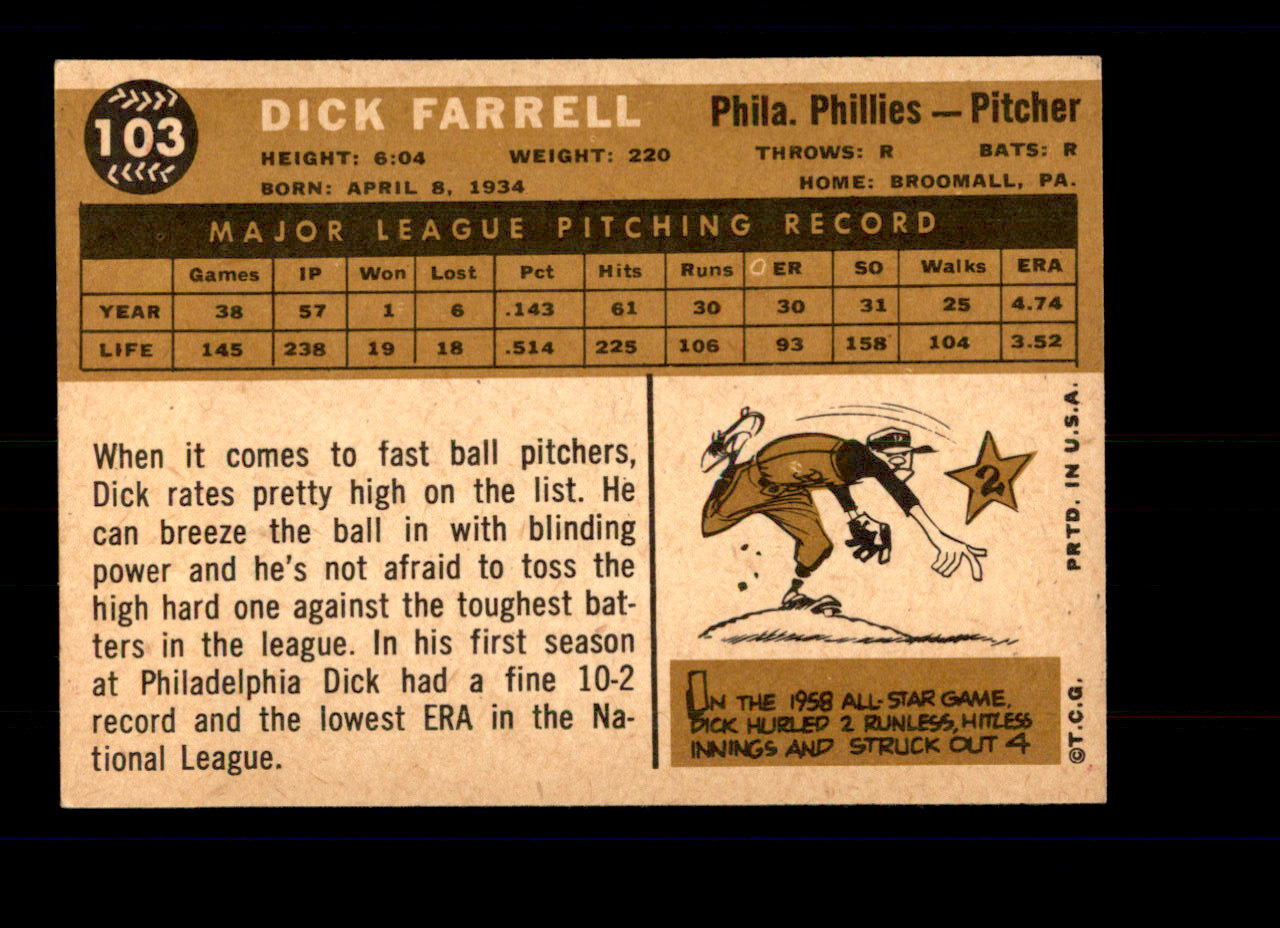 103
DICK FARRELL
Phila. Phillies — Pitcher
HEIGHT: 6:04 WEIGHT: 220 THROWS: R BATS: R
BORN: APRIL 8, 1934 HOME: BROOMALL, PA.
MAJOR LEAGUE PITCHING RECORD
Games IP Won Lost Pct Hits Runs ER SO Walks ERA
YEAR 38 57 1 6 .143 61 30 30 31 25 4.74
LIFE 145 238 19 18 .514 225 106 93 158 104 3.52
When it comes to fast ball pitchers,
Dick rates pretty high on the list. He
can breeze the ball in with blinding
power and he's not afraid to toss the
high hard one against the toughest bat-
ters in the league. In his first season
at Philadelphia Dick had a fine 10-2
record and the lowest ERA in the Na-
tional League.
2
IN THE 1958 ALL-STAR GAME,
DICK HURLED 2 RUNLESS, HITLESS
INNINGS AND STRUCK OUT 4
©T.C.G. PRTD. IN U.S.A.